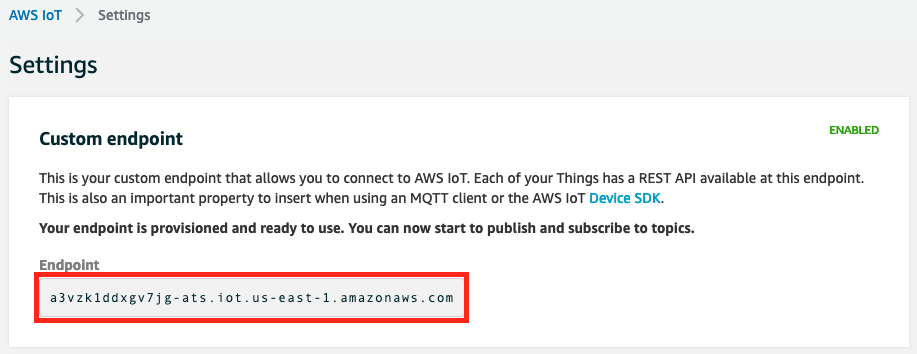 AWS IoT > Settings
Settings
Custom endpoint
ENABLED
This is your custom endpoint that allows you to connect to AWS IoT. Each of your Things has a REST API available at this endpoint.
This is also an important property to insert when using an MQTT client or the AWS IoT Device SDK.
Your endpoint is provisioned and ready to use. You can now start to publish and subscribe to topics.
Endpoint
a3vzk1ddxgv7jg-ats.iot.us-east-1.amazonaws.com